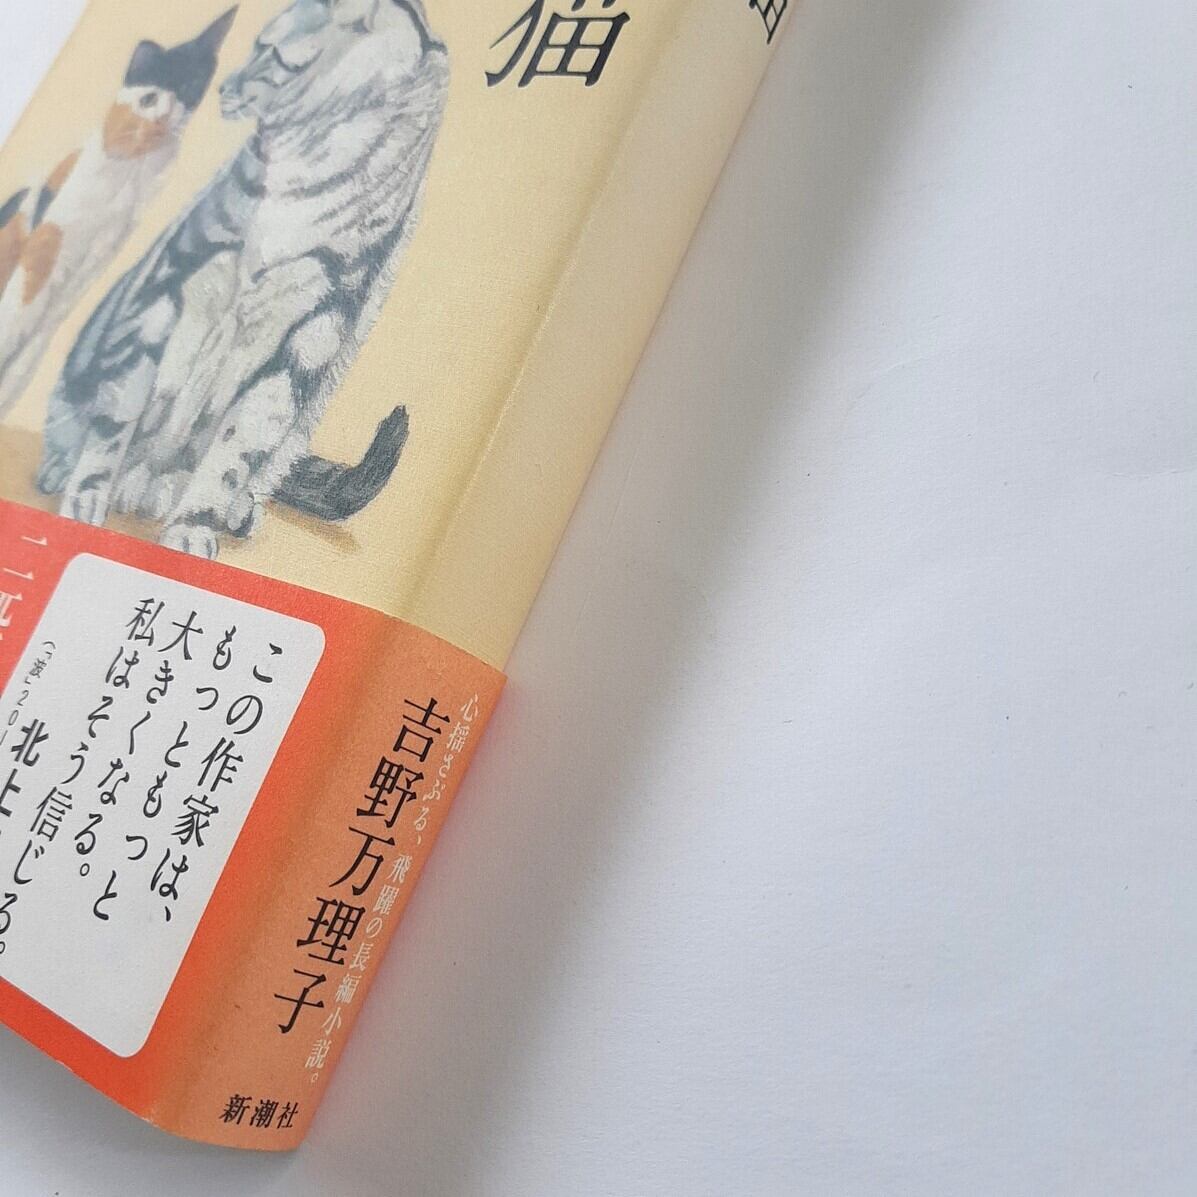 猫
二匹
この作家は、
もっともっと
大きくなる。
私はそう信じる。
北上
心揺さぶる、飛躍の長編小説。
吉野万理子
新潮社